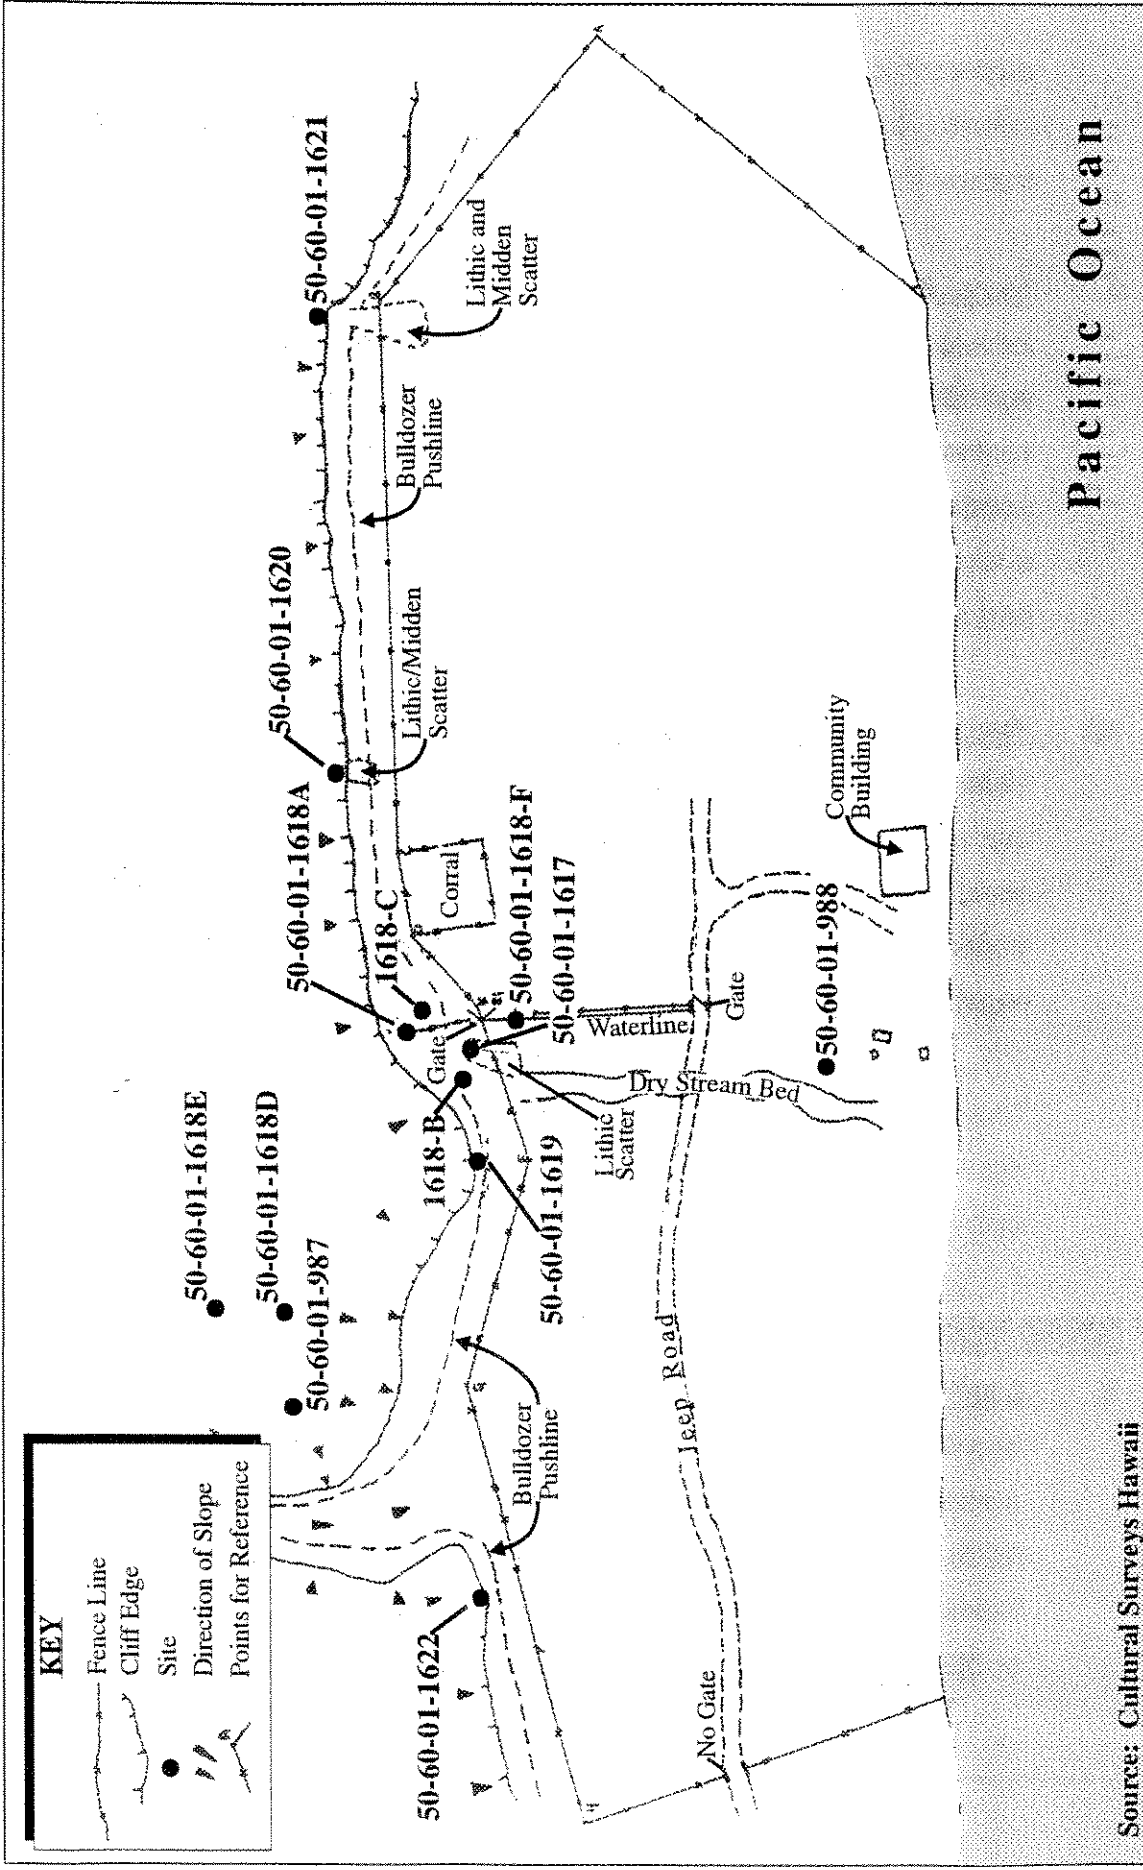 KEY
Fence Line
Cliff Edge
Site
Direction of Slope
Points for Reference
50-60-01-1618E
50-60-01-1618D
50-60-01-987
50-60-01-1618A
1618-C
50-60-01-1620
50-60-01-1621
Lithic/Midden
Scatter
Bulldozer
Pushline
Lithic and
Midden
Scatter
A
50-60-01-1622
1618-B
Gate
Corral
50-60-01-1618-F
50-60-01-1617
50-60-01-1619
Lithic
Scatter
Waterline
Bulldozer
Pushline
G
F
H
No Gate
Jeep Road
Dry Stream Bed
Gate
50-60-01-988
Community
Building
Pacific Ocean
Source: Cultural Surveys Hawaii